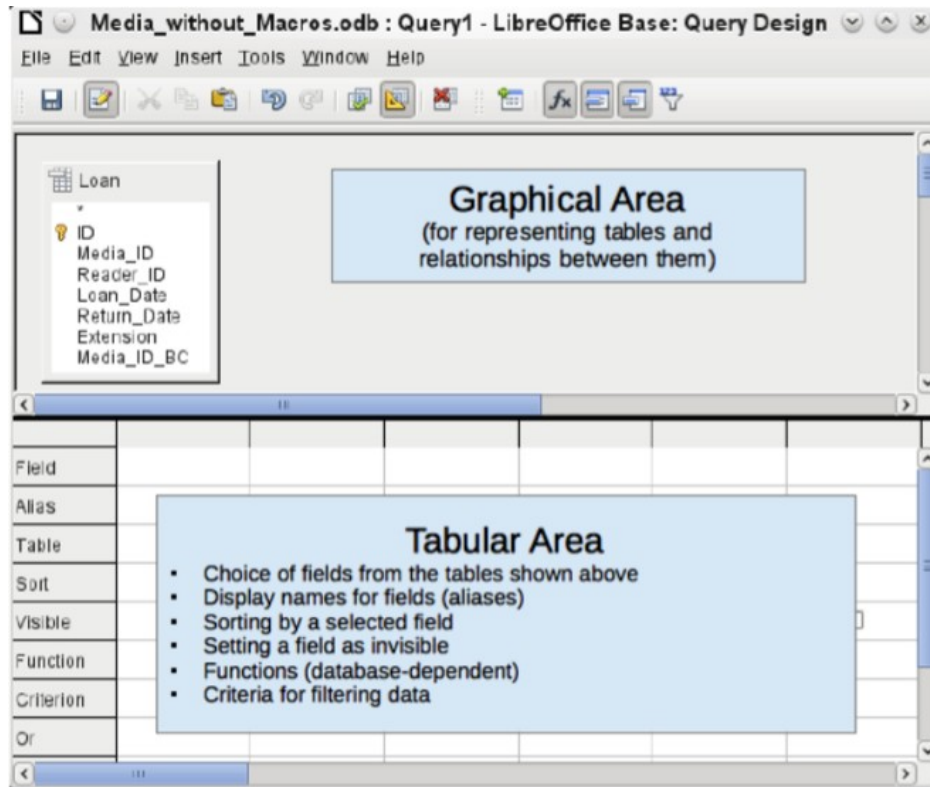 Media_without_Macros.odb : Query1 - LibreOffice Base: Query Design
File Edit View Insert Tools Window Help
Loan
*
ID
Media_ID
Reader_ID
Loan_Date
Return_Date
Extension
Media_ID_BC
Graphical Area
(for representing tables and
relationships between them)
Field
Alias
Table
Sort
Visible
Function
Criterion
Or
Tabular Area
▪ Choice of fields from the tables shown above
▪ Display names for fields (aliases)
▪ Sorting by a selected field
▪ Setting a field as invisible
▪ Functions (database-dependent)
▪ Criteria for filtering data